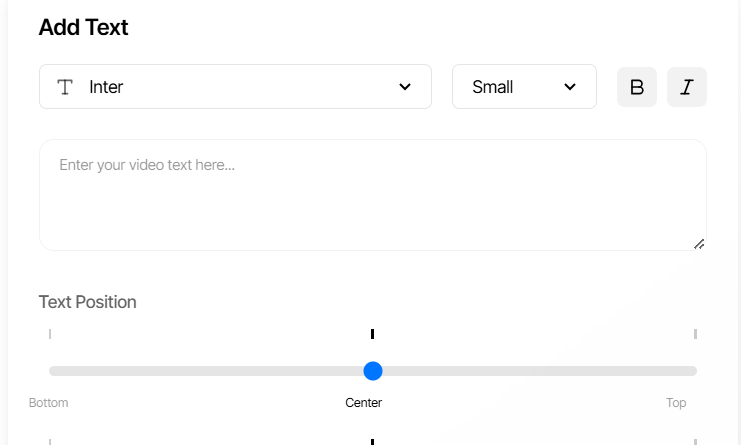 Add Text
Inter Small B I
Enter your video text here...
Text Position
Bottom Center Top